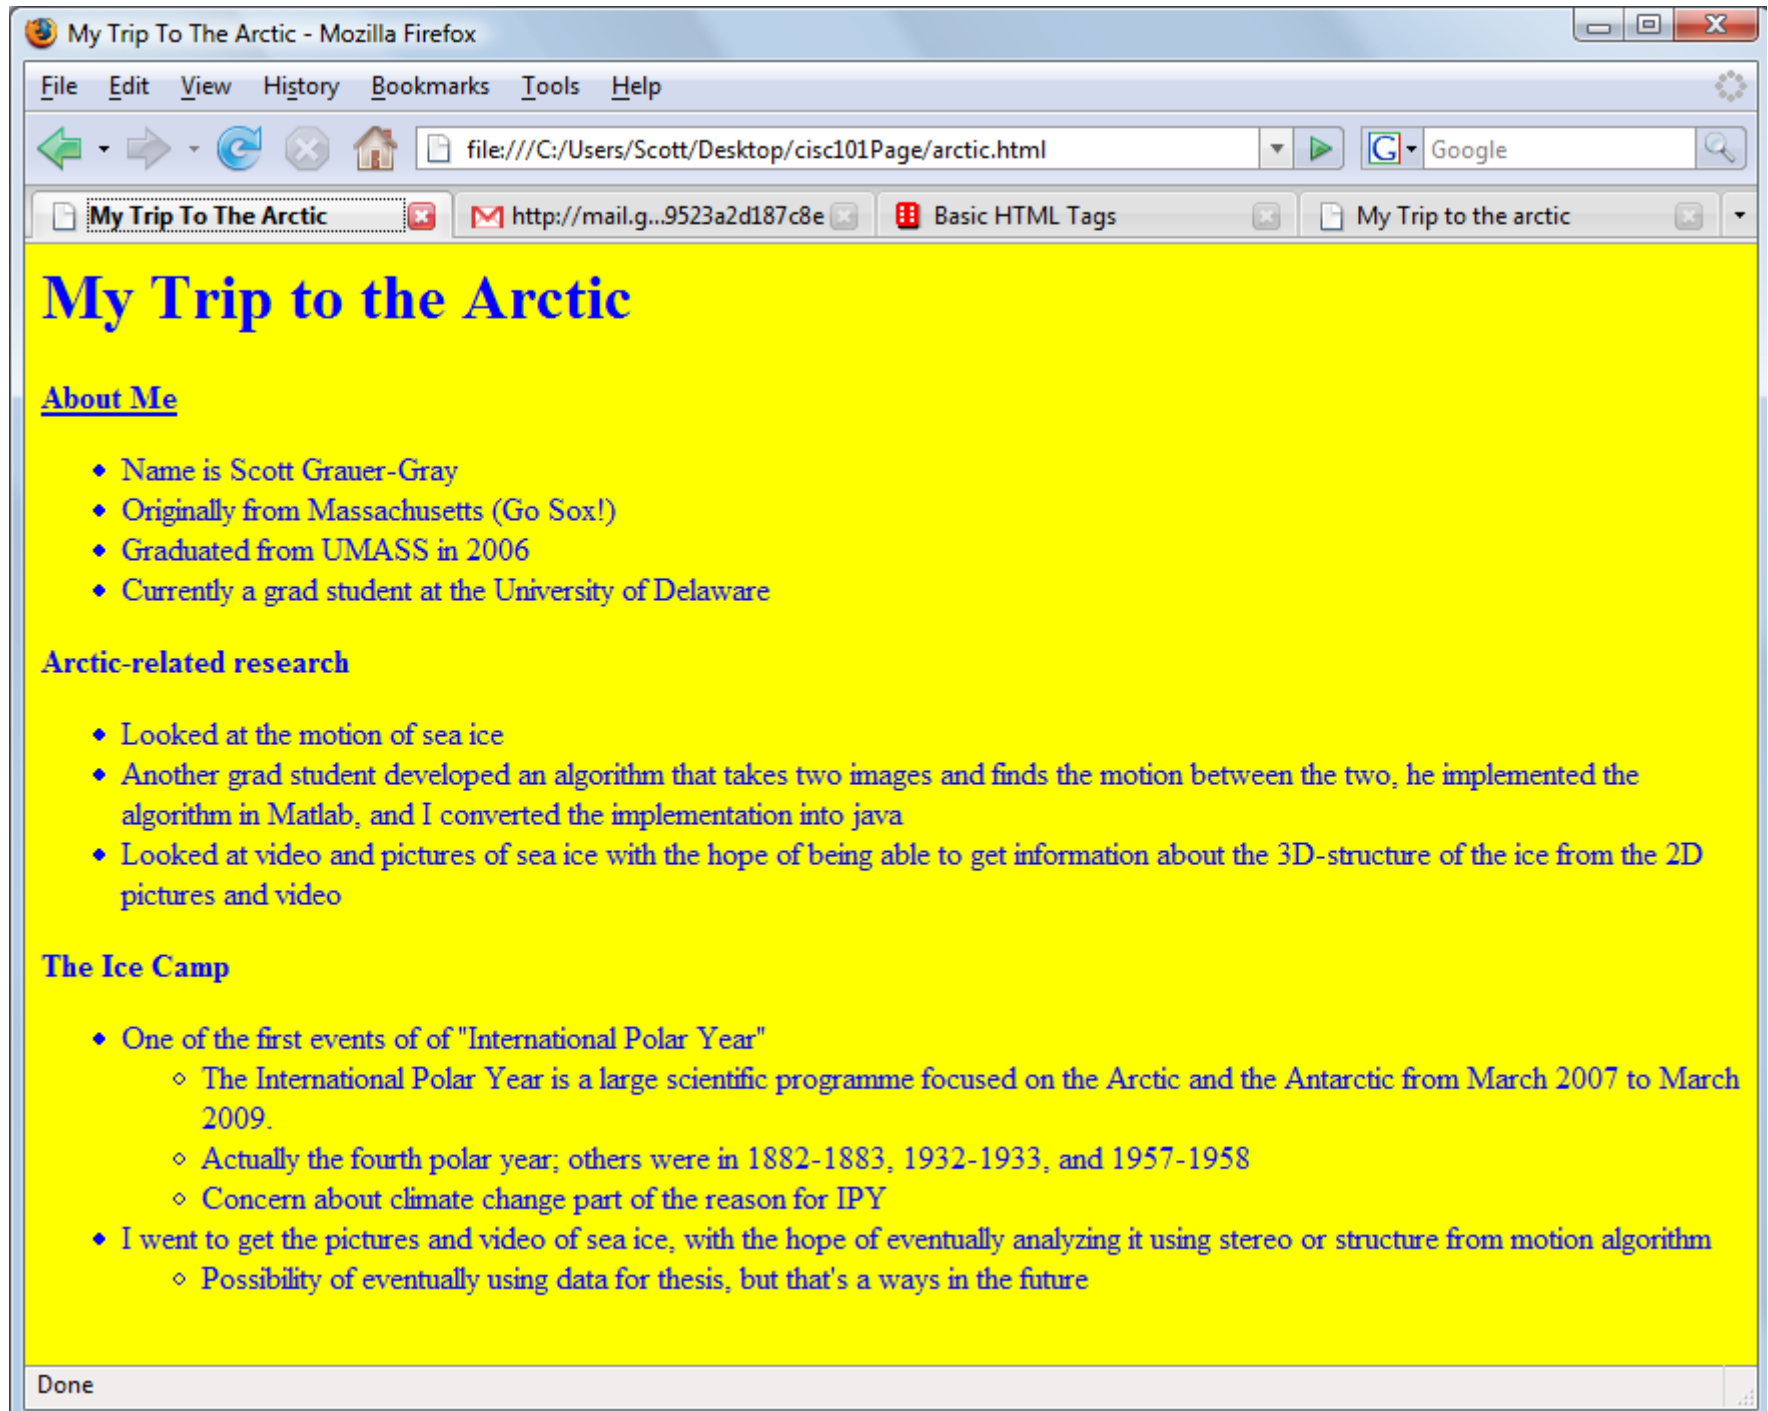 My Trip To The Arctic - Mozilla Firefox
File Edit View History Bookmarks Tools Help
file:///C:/Users/Scott/Desktop/cisc101Page/arctic.html G Google
My Trip To The Arctic http://mail.g...9523a2d187c8e Basic HTML Tags My Trip to the arctic
My Trip to the Arctic
About Me
Name is Scott Grauer-Gray
Originally from Massachusetts (Go Sox!)
Graduated from UMASS in 2006
Currently a grad student at the University of Delaware
Arctic-related research
Looked at the motion of sea ice
Another grad student developed an algorithm that takes two images and finds the motion between the two, he implemented the
algorithm in Matlab, and I converted the implementation into java
Looked at video and pictures of sea ice with the hope of being able to get information about the 3D-structure of the ice from the 2D
pictures and video
The Ice Camp
One of the first events of of "International Polar Year"
The International Polar Year is a large scientific programme focused on the Arctic and the Antarctic from March 2007 to March
2009.
Actually the fourth polar year; others were in 1882-1883, 1932-1933, and 1957-1958
Concern about climate change part of the reason for IPY
I went to get the pictures and video of sea ice, with the hope of eventually analyzing it using stereo or structure from motion algorithm
Possibility of eventually using data for thesis, but that's a ways in the future
Done